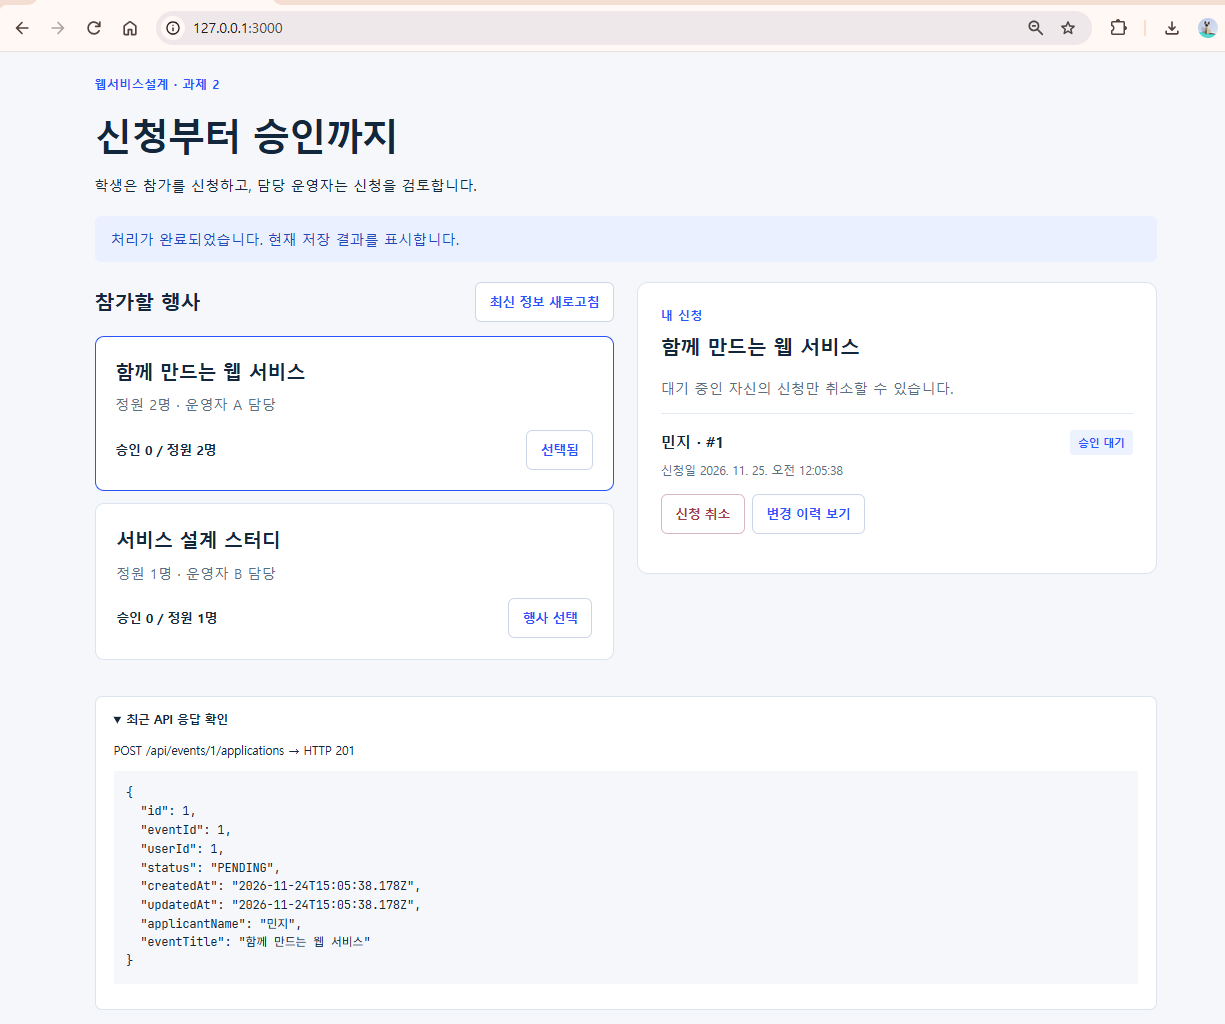 127.0.0.1:3000
웹서비스설계 · 과제 2
신청부터 승인까지
학생은 참가를 신청하고, 담당 운영자는 신청을 검토합니다.
처리가 완료되었습니다. 현재 저장 결과를 표시합니다.
참가할 행사
최신 정보 새로고침
함께 만드는 웹 서비스
정원 2명 · 운영자 A 담당
승인 0 / 정원 2명
선택됨
서비스 설계 스터디
정원 1명 · 운영자 B 담당
승인 0 / 정원 1명
행사 선택
내 신청
함께 만드는 웹 서비스
대기 중인 자신의 신청만 취소할 수 있습니다.
민지 · #1
승인 대기
신청일 2026. 11. 25. 오전 12:05:38
신청 취소
변경 이력 보기
▼ 최근 API 응답 확인
POST /api/events/1/applications → HTTP 201
{
"id": 1,
"eventId": 1,
"userId": 1,
"status": "PENDING",
"createdAt": "2026-11-24T15:05:38.178Z",
"updatedAt": "2026-11-24T15:05:38.178Z",
"applicantName": "민지",
"eventTitle": "함께 만드는 웹 서비스"
}